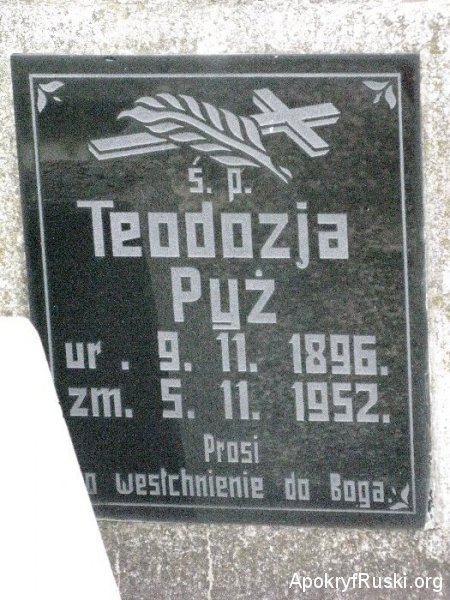 ś. p.
Teodozja
Pyż
ur. 9. 11. 1896.
zm. 5. 11. 1952.
Prosi
o westchnienie do Boga.
ApokryfRuski.org